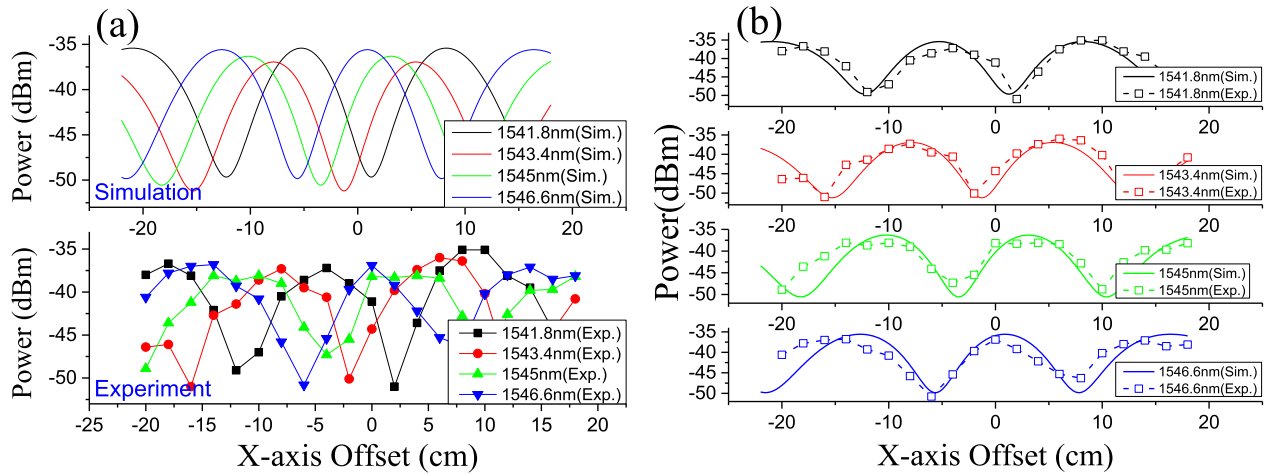 (a)
Power (dBm)
-35
-40
-45
-50
Simulation
1541.8nm(Sim.)
1543.4nm(Sim.)
1545nm(Sim.)
1546.6nm(Sim.)
-20 -10 0 10 20
Power (dBm)
-35
-40
-45
-50
Experiment
1541.8nm(Exp.)
1543.4nm(Exp.)
1545nm(Exp.)
1546.6nm(Exp.)
-25 -20 -15 -10 -5 0 5 10 15 20
X-axis Offset (cm)
(b)
Power(dBm)
-35
-40
-45
-50
1541.8nm(Sim.)
1541.8nm(Exp.)
-20 -10 0 10 20
-35
-40
-45
-50
1543.4nm(Sim.)
1543.4nm(Exp.)
-20 -10 0 10 20
-35
-40
-45
-50
1545nm(Sim.)
1545nm(Exp.)
-20 -10 0 10 20
-35
-40
-45
-50
1546.6nm(Sim.)
1546.6nm(Exp.)
-20 -10 0 10 20
X-axis Offset (cm)